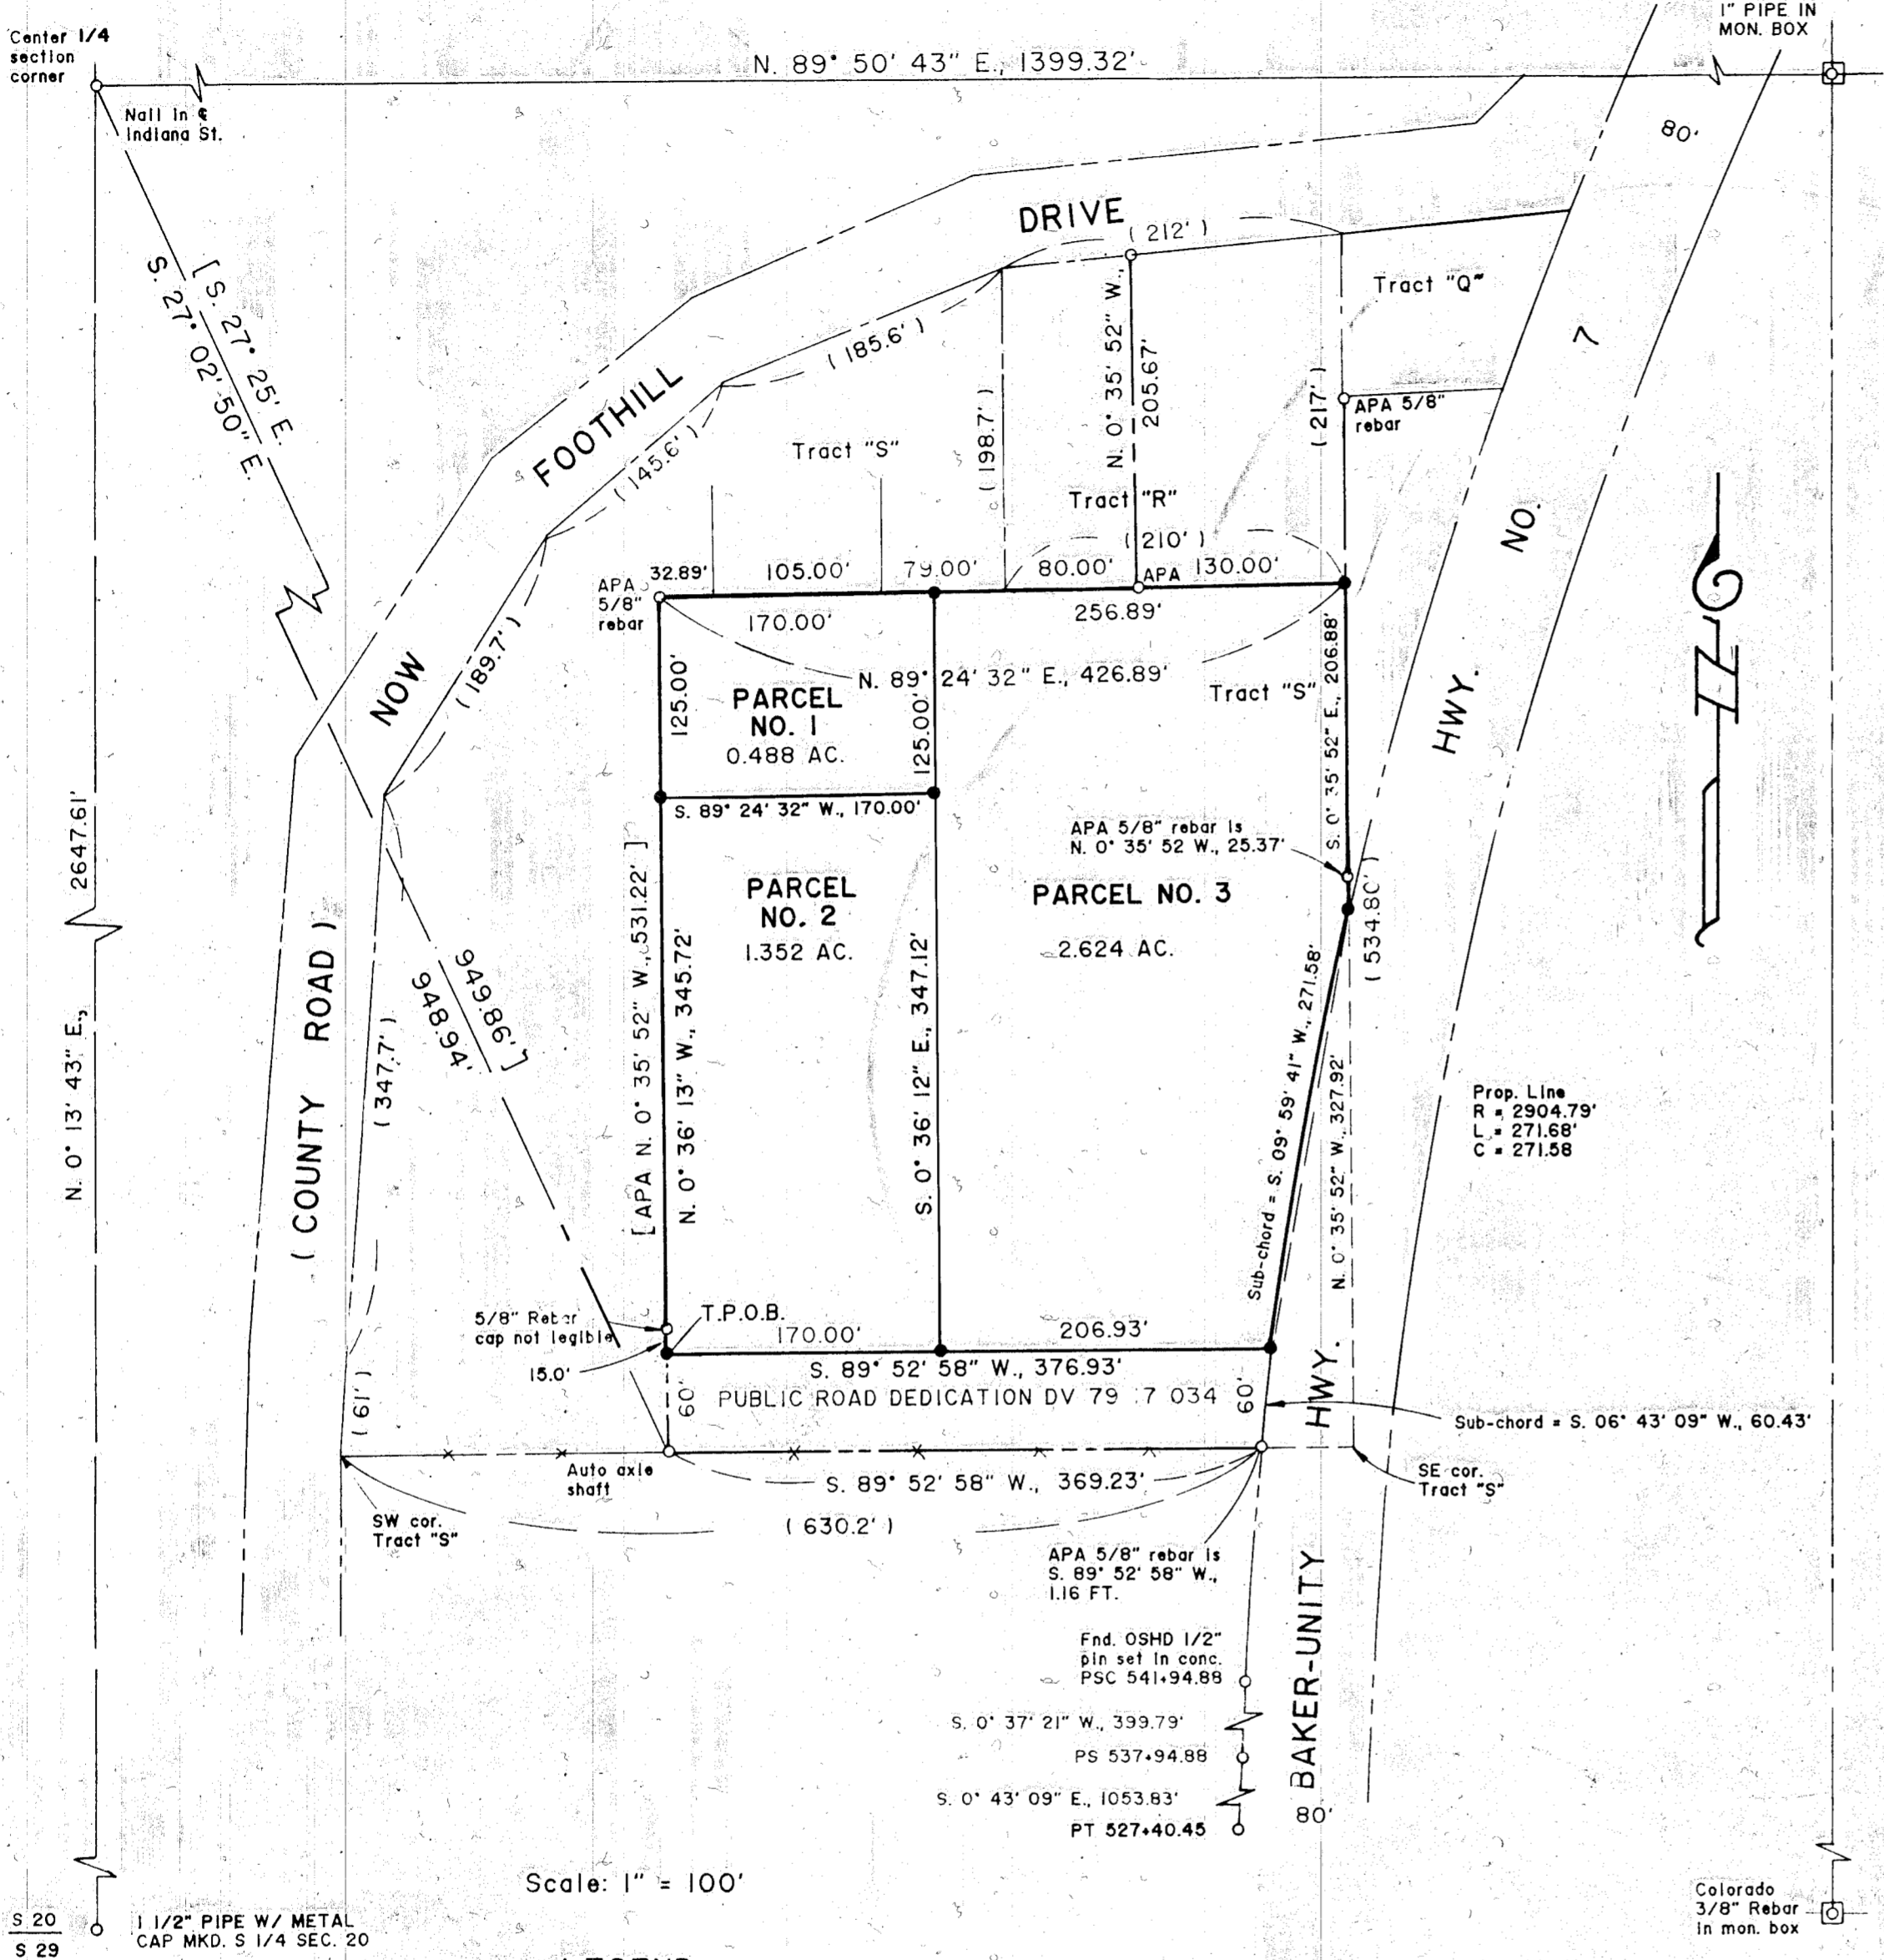 1" PIPE IN
MON. BOX
Center 1/4
section
corner
N. 89° 50' 43" E., 1399.32'
Nail in ℄
Indiana St.
80'
[ S. 27° 25' E.
S. 27° 02' 50" E.
DRIVE
( 212' )
Tract "Q"
( 185.6' )
N. 0° 35' 52" W.,
205.67'
( 217' )
7
APA 5/8"
rebar
FOOTHILL
( 145.6' )
Tract "S"
( 198.7' )
Tract "R"
NO.
( 210' )
APA
5/8"
rebar
32.89'
105.00'
79.00'
80.00'
APA
130.00'
170.00'
256.89'
NOW
( 189.7' )
125.00'
N. 89° 24' 32" E., 426.89'
Tract "S"
S. 0° 35' 52" E., 206.88'
PARCEL
NO. 1
0.488 AC.
125.00'
HWY.
S. 89° 24' 32" W., 170.00'
APA 5/8" rebar is
N. 0° 35' 52 W., 25.37'
2647.61'
N. 0° 13' 43" E.,
PARCEL
NO. 2
1.352 AC.
PARCEL NO. 3
2.624 AC.
( 534.80' )
[ APA N. 0° 35' 52" W., 531.22' ]
N. 0° 36' 13" W., 345.72'
S. 0° 36' 12" E., 347.12'
949.86' ]
948.94'
( COUNTY ROAD )
( 347.7' )
Sub-chord = S. 09° 59' 41" W., 271.58'
N. 0° 35' 52" W., 327.92'
Prop. Line
R = 2904.79'
L = 271.68'
C = 271.58
5/8" Rebar
cap not legible
T.P.O.B.
170.00'
206.93'
15.0'
S. 89° 52' 58" W., 376.93'
( 61' )
60'
PUBLIC ROAD DEDICATION DV 79 17 034
60'
HWY.
Sub-chord = S. 06° 43' 09" W., 60.43'
Auto axle
shaft
S. 89° 52' 58" W., 369.23'
SE cor.
Tract "S"
SW cor.
Tract "S"
( 630.2' )
APA 5/8" rebar is
S. 89° 52' 58" W.,
1.16 FT.
Fnd. OSHD 1/2"
pin set in conc.
PSC 541+94.88
S. 0° 37' 21" W., 399.79'
PS 537+94.88
S. 0° 43' 09" E., 1053.83'
PT 527+40.45
BAKER-UNITY
80'
N
Scale: 1" = 100'
S 20
S 29
1 1/2" PIPE W/ METAL
CAP MKD. S 1/4 SEC. 20
Colorado
3/8" Rebar
in mon. box